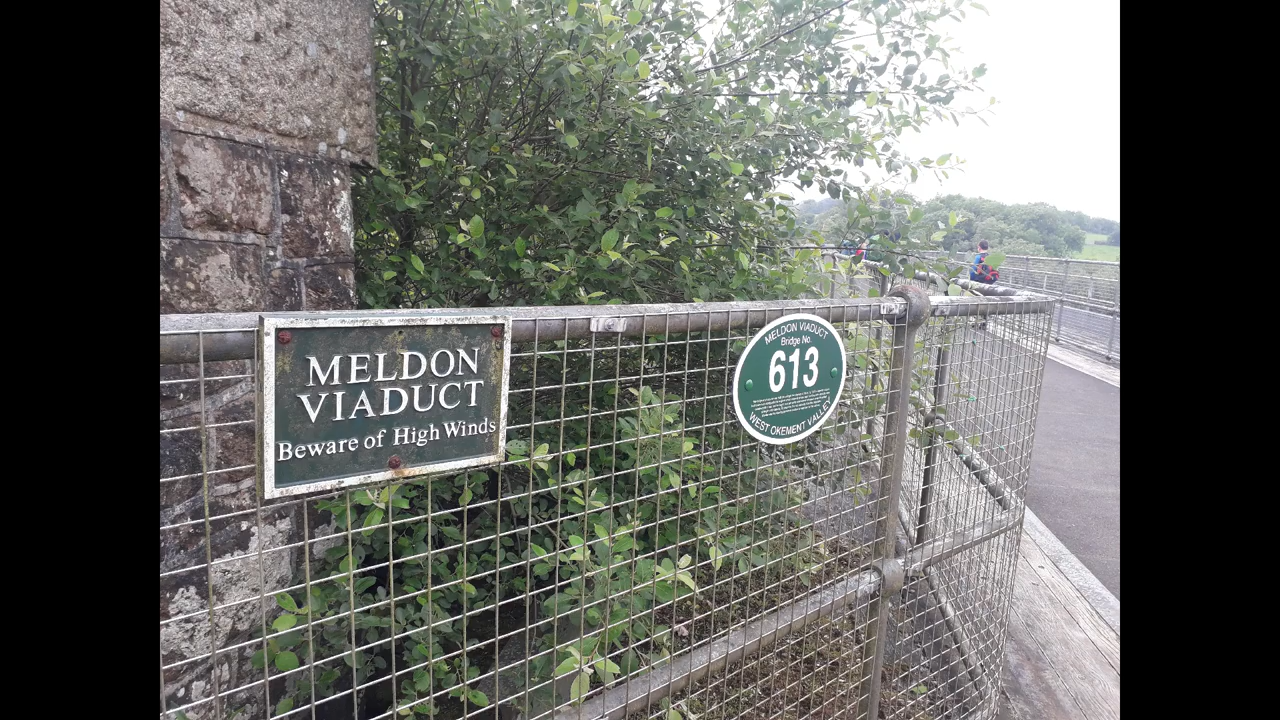 MELDON
VIADUCT
Beware of High Winds
MELDON VIADUCT
Bridge No.
613
WEST OKEMENT VALLEY